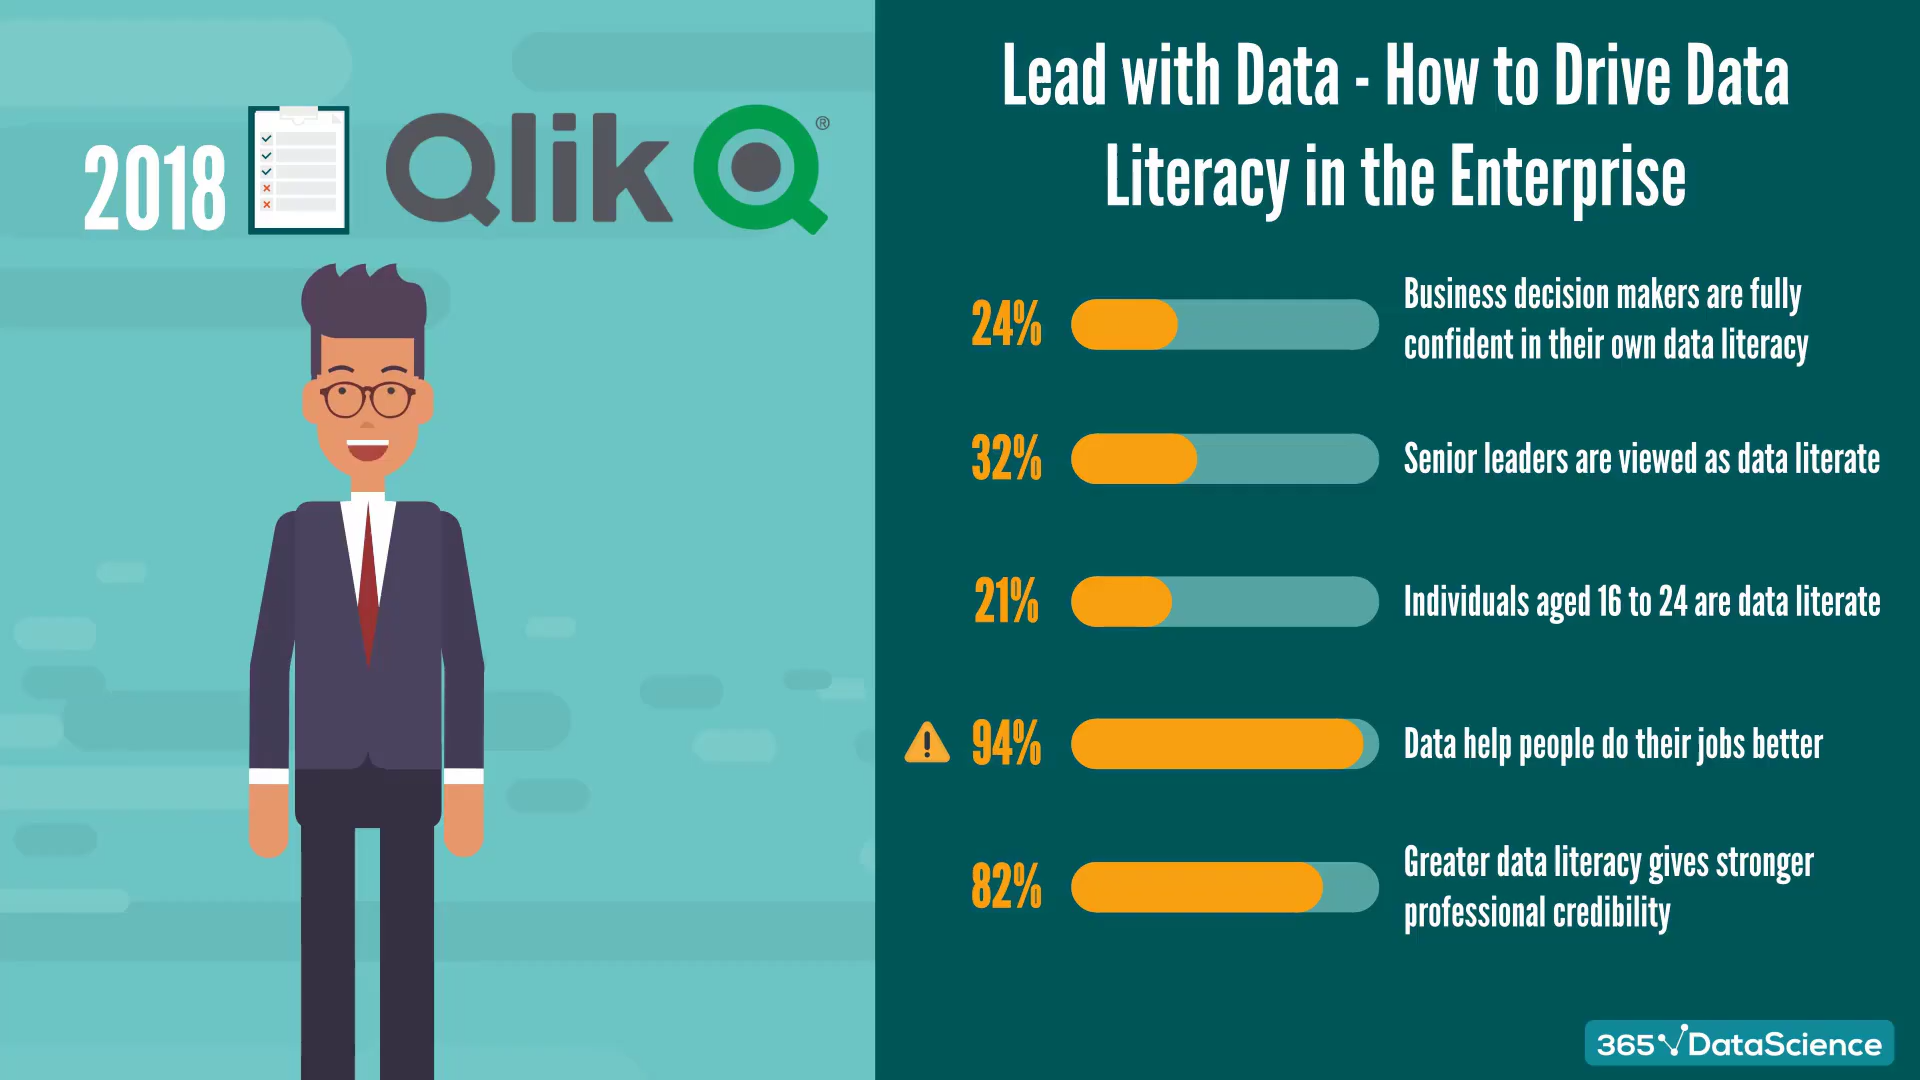 2018
Qlik
®
Lead with Data - How to Drive Data
Literacy in the Enterprise
24%
Business decision makers are fully
confident in their own data literacy
32%
Senior leaders are viewed as data literate
21%
Individuals aged 16 to 24 are data literate
94%
Data help people do their jobs better
82%
Greater data literacy gives stronger
professional credibility
365 DataScience